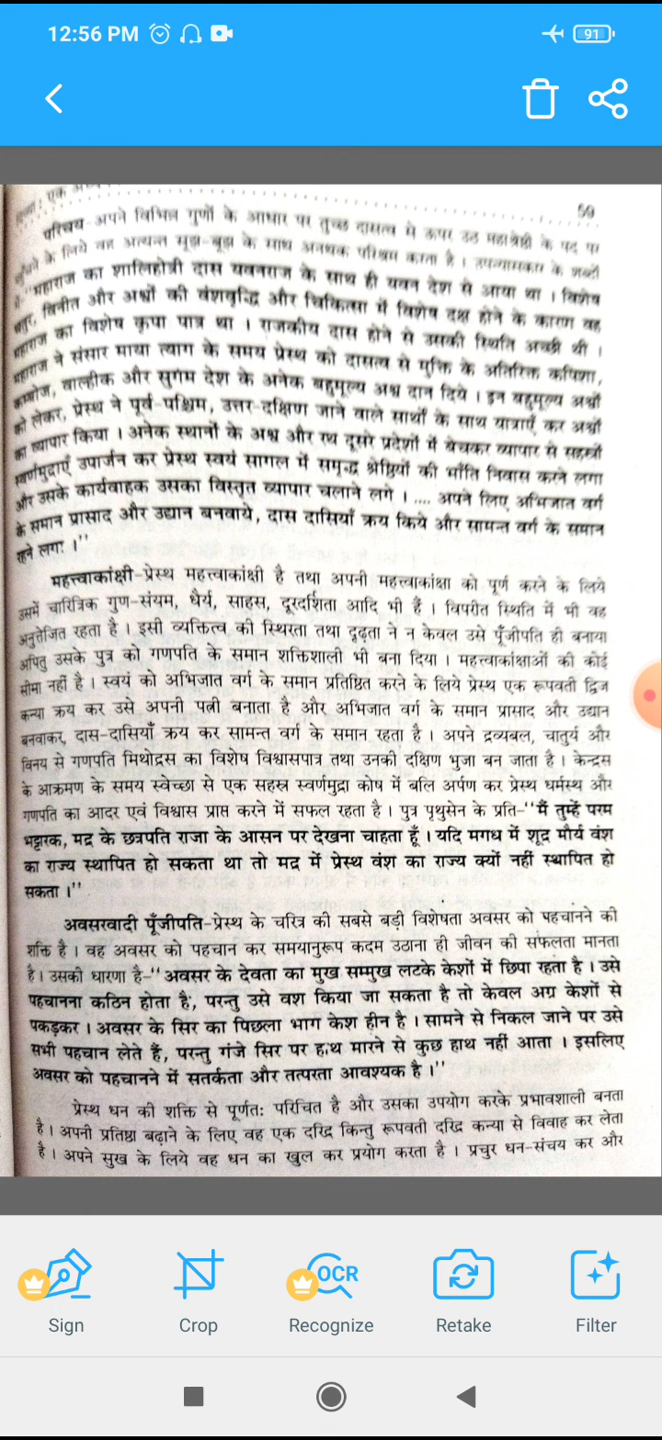 12:56 PM
91
59
परिचय-अपने विभिन्न गुणों के आधार पर तुच्छ दासत्व से ऊपर उठ महाश्रेष्ठी के पद पर
के लिये वह अत्यन्त सूझ-बूझ के साथ अनथक परिश्रम करता है । उपन्यासकार के शब्दों
"महाराज का शालिहोत्री दास यवनराज के साथ ही यवन देश से आया था । विशेष
विनीत और अश्वों की वंशवृद्धि और चिकित्सा में विशेष दक्ष होने के कारण वह
महाराज का विशेष कृपा पात्र था । राजकीय दास होने से उसकी स्थिति अच्छी थी ।
महाराज ने संसार माया त्याग के समय प्रेस्थ को दासत्व से मुक्ति के अतिरिक्त कपिशा,
कम्बोज, वाल्हीक और सुगम देश के अनेक बहुमूल्य अश्व दान दिये । इन बहुमूल्य अश्वों
को लेकर, प्रेस्थ ने पूर्व-पश्चिम, उत्तर-दक्षिण जाने वाले सार्थों के साथ यात्राएँ कर अश्वों
का व्यापार किया । अनेक स्थानों के अश्व और रथ दूसरे प्रदेशों में बेचकर व्यापार से सहस्त्रों
स्वर्णमुद्राएँ उपार्जन कर प्रेस्थ स्वयं सागल में समृद्ध श्रेष्ठियों की भाँति निवास करने लगा
और उसके कार्यवाहक उसका विस्तृत व्यापार चलाने लगे । .... अपने लिए अभिजात वर्ग
के समान प्रासाद और उद्यान बनवाये, दास दासियाँ क्रय किये और सामन्त वर्ग के समान
रहने लगा ।"
महत्त्वाकांक्षी-प्रेस्थ महत्त्वाकांक्षी है तथा अपनी महत्त्वाकांक्षा को पूर्ण करने के लिये
उसमें चारित्रिक गुण-संयम, धैर्य, साहस, दूरदर्शिता आदि भी हैं । विपरीत स्थिति में भी वह
अनुत्तेजित रहता है । इसी व्यक्तित्व की स्थिरता तथा दृढ़ता ने न केवल उसे पूँजीपति ही बनाया
अपितु उसके पुत्र को गणपति के समान शक्तिशाली भी बना दिया । महत्त्वाकांक्षाओं की कोई
सीमा नहीं है । स्वयं को अभिजात वर्ग के समान प्रतिष्ठित करने के लिये प्रेस्थ एक रूपवती द्विज
कन्या क्रय कर उसे अपनी पत्नी बनाता है और अभिजात वर्ग के समान प्रासाद और उद्यान
बनवाकर, दास-दासियाँ क्रय कर सामन्त वर्ग के समान रहता है । अपने द्रव्यबल, चातुर्य और
विनय से गणपति मिथोद्रस का विशेष विश्वासपात्र तथा उनकी दक्षिण भुजा बन जाता है । केन्द्रस
के आक्रमण के समय स्वेच्छा से एक सहस्र स्वर्णमुद्रा कोष में बलि अर्पण कर प्रेस्थ धर्मस्थ और
गणपति का आदर एवं विश्वास प्राप्त करने में सफल रहता है । पुत्र पृथुसेन के प्रति-"मैं तुम्हें परम
भट्टारक, मद्र के छत्रपति राजा के आसन पर देखना चाहता हूँ । यदि मगध में शूद्र मौर्य वंश
का राज्य स्थापित हो सकता था तो मद्र में प्रेस्थ वंश का राज्य क्यों नहीं स्थापित हो
सकता ।"
अवसरवादी पूँजीपति-प्रेस्थ के चरित्र की सबसे बड़ी विशेषता अवसर को पहचानने की
शक्ति है । वह अवसर को पहचान कर समयानुरूप कदम उठाना ही जीवन की सफलता मानता
है । उसकी धारणा है-"अवसर के देवता का मुख सम्मुख लटके केशों में छिपा रहता है । उसे
पहचानना कठिन होता है, परन्तु उसे वश किया जा सकता है तो केवल अग्र केशों से
पकड़कर । अवसर के सिर का पिछला भाग केश हीन है । सामने से निकल जाने पर उसे
सभी पहचान लेते हैं, परन्तु गंजे सिर पर हाथ मारने से कुछ हाथ नहीं आता । इसलिए
अवसर को पहचानने में सतर्कता और तत्परता आवश्यक है ।"
प्रेस्थ धन की शक्ति से पूर्णतः परिचित है और उसका उपयोग करके प्रभावशाली बनता
है । अपनी प्रतिष्ठा बढ़ाने के लिए वह एक दरिद्र किन्तु रूपवती दरिद्र कन्या से विवाह कर लेता
है । अपने सुख के लिये वह धन का खुल कर प्रयोग करता है । प्रचुर धन-संचय कर और
Sign
Crop
OCR
Recognize
Retake
Filter